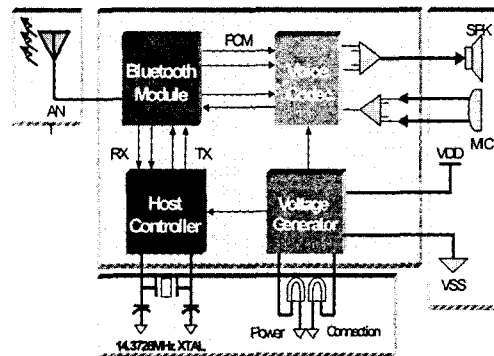 SPK
PCM
Bluetooth
Module
Voice
Codec
AN
MIC
RX
TX
VDD
Host
Controller
Voltage
Generator
VSS
Power
Connection
14.3728MHz XTAL